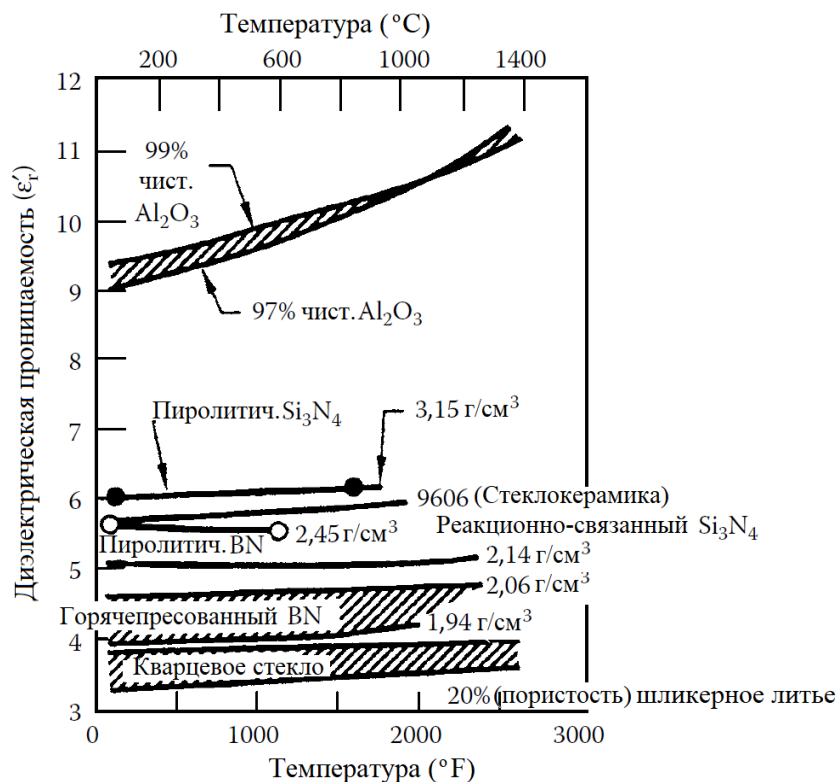 Температура (°C)
200 600 1000 1400
12
11
10
9
8
7
6
5
4
3
Диэлектрическая проницаемость (ε′r)
99%
чист.
Al2O3
97% чист.Al2O3
Пиролитич.Si3N4
3,15 г/см3
9606 (Стеклокерамика)
2,45 г/см3
Реакционно-связанный Si3N4
Пиролитич.BN
2,14 г/см3
2,06 г/см3
Горячепресованный BN
1,94 г/см3
Кварцевое стекло
20%(пористость) шликерное литье
0 1000 2000 3000
Температура (°F)